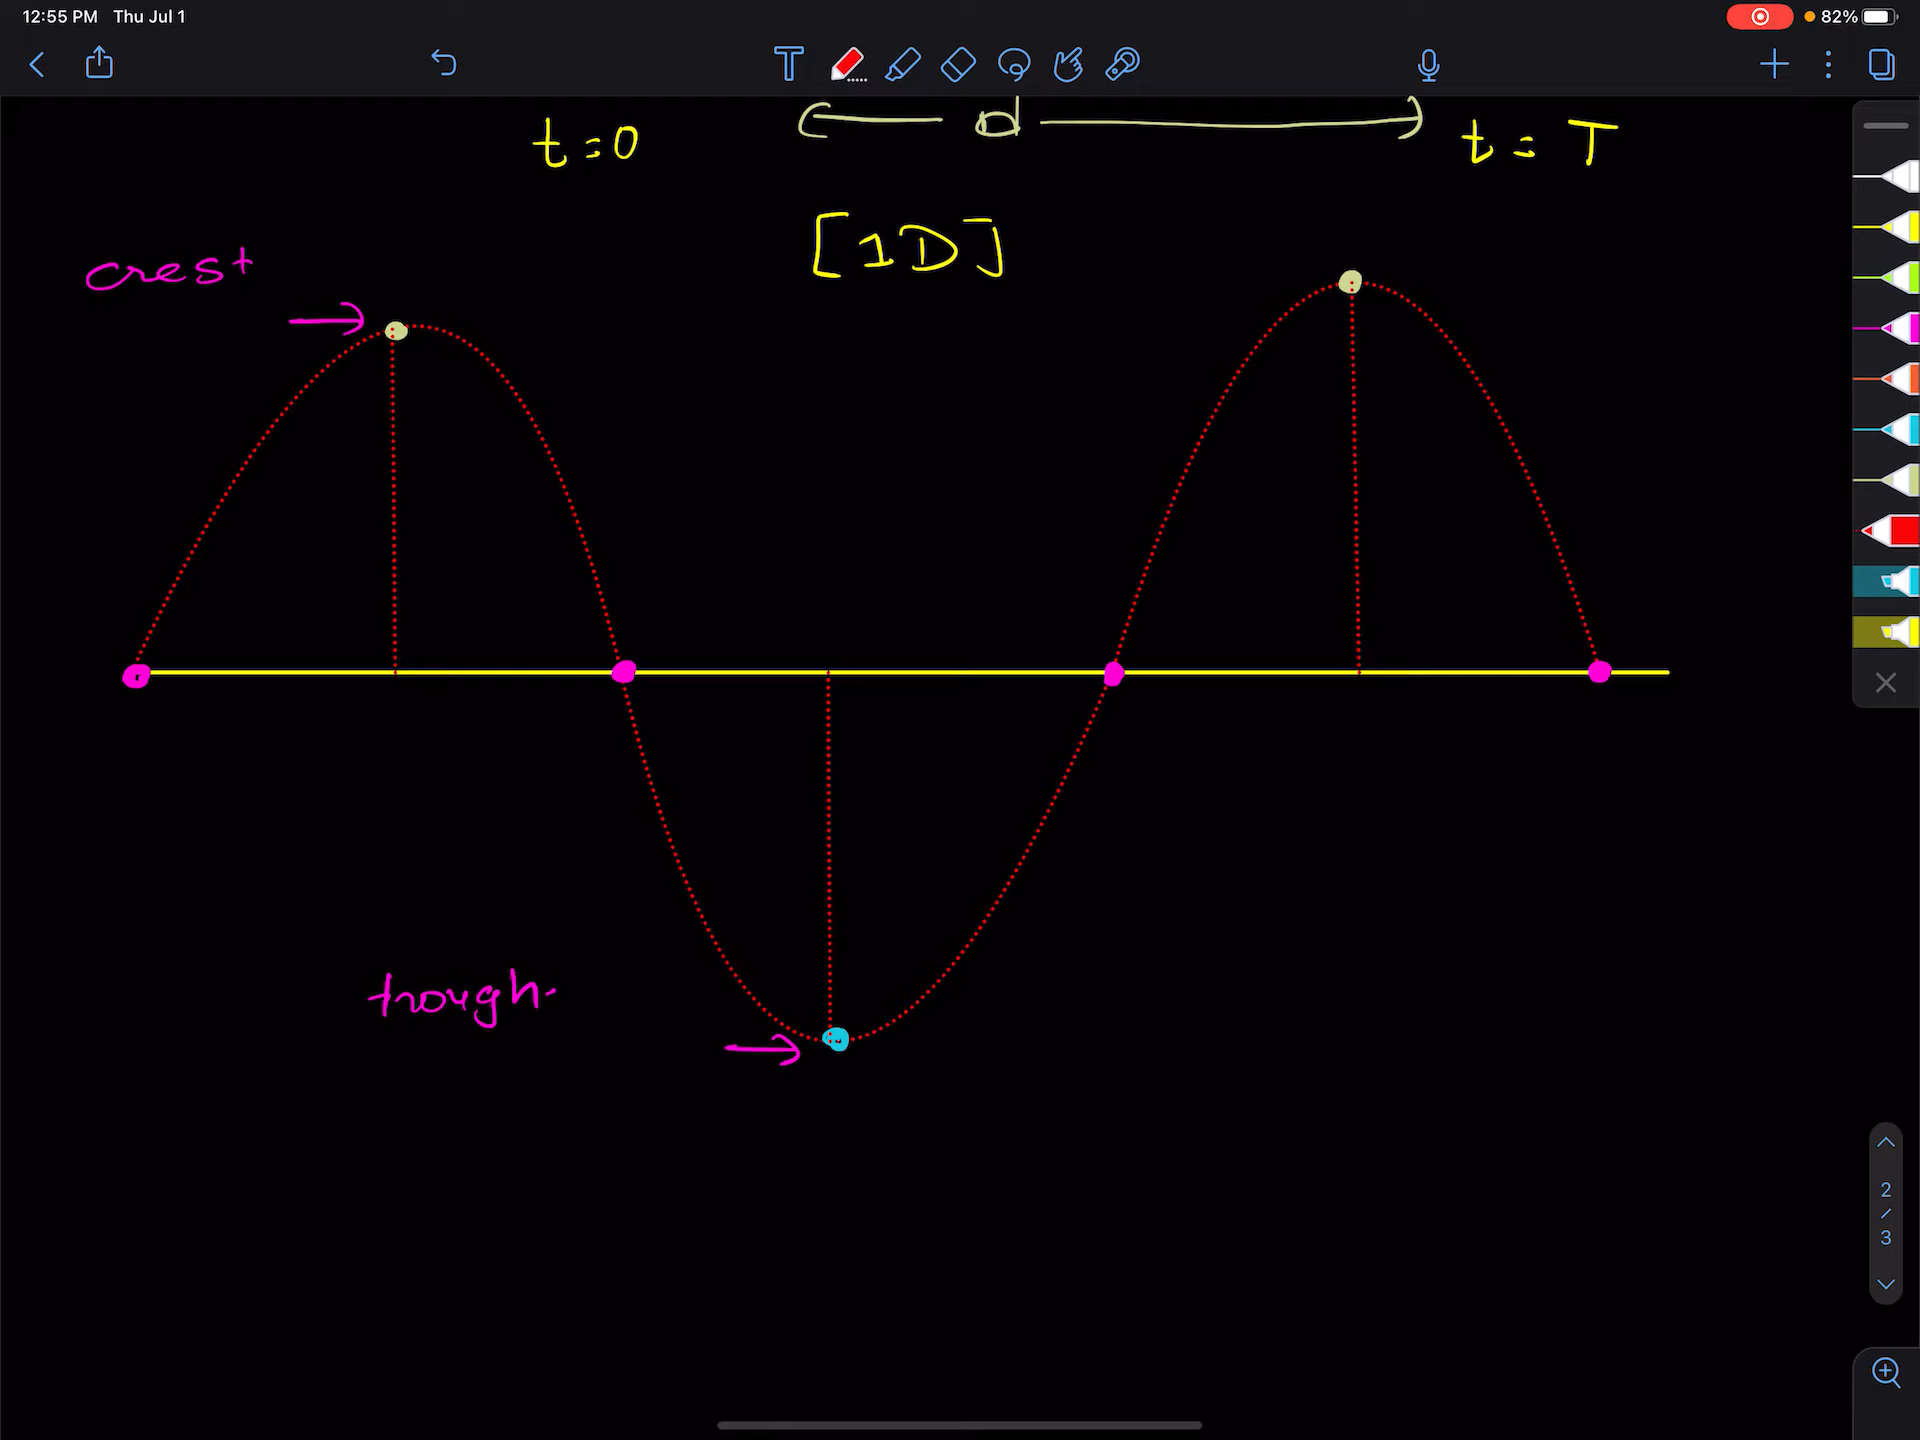 12:55 PM Thu Jul 1
82%
d
t=0
t= T
[1D]
crest
trough.
2
/
3